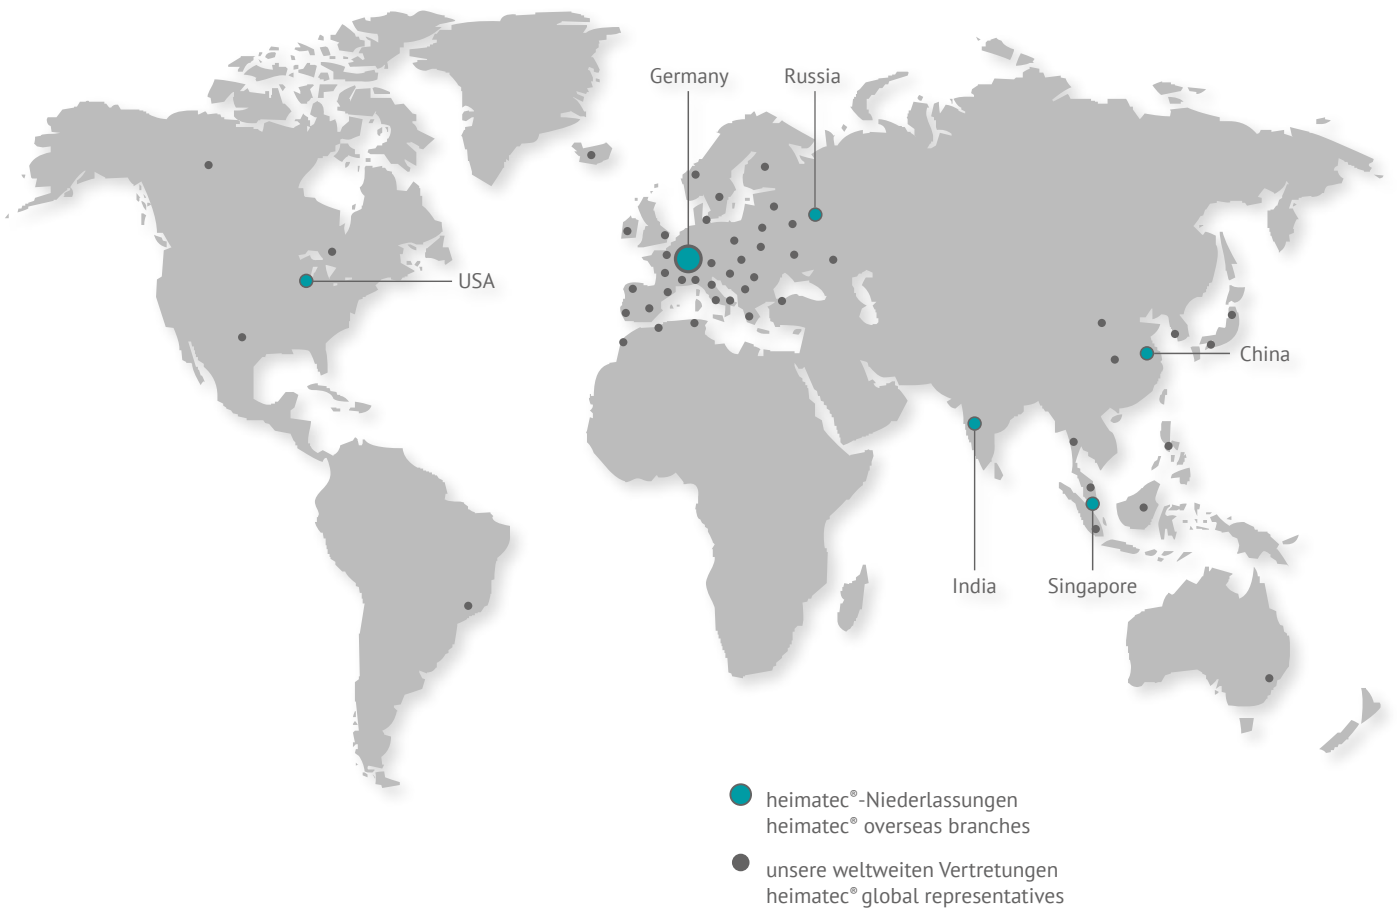 Germany
Russia
USA
China
India
Singapore
heimatec®-Niederlassungen
heimatec® overseas branches
unsere weltweiten Vertretungen
heimatec® global representatives